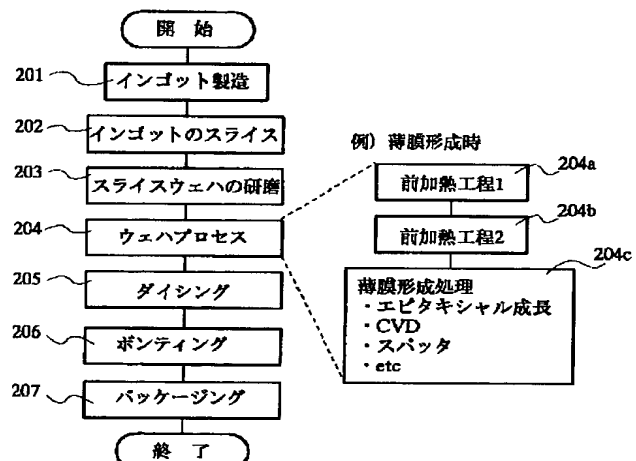 開 始
201
インゴット製造
202
インゴットのスライス
203
スライスウェハの研磨
204
ウェハプロセス
205
ダイシング
206
ボンティング
207
パッケージング
終 了
例) 薄膜形成時
204a
前加熱工程1
204b
前加熱工程2
204c
薄膜形成処理
・エピタキシャル成長
・CVD
・スパッタ
・etc